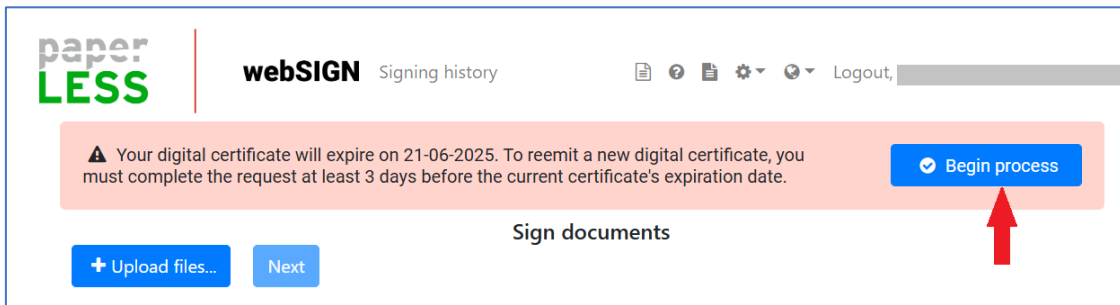 paper
LESS
webSIGN Signing history Logout,
Your digital certificate will expire on 21-06-2025. To reemit a new digital certificate, you
must complete the request at least 3 days before the current certificate's expiration date.
Begin process
Sign documents
+ Upload files...
Next